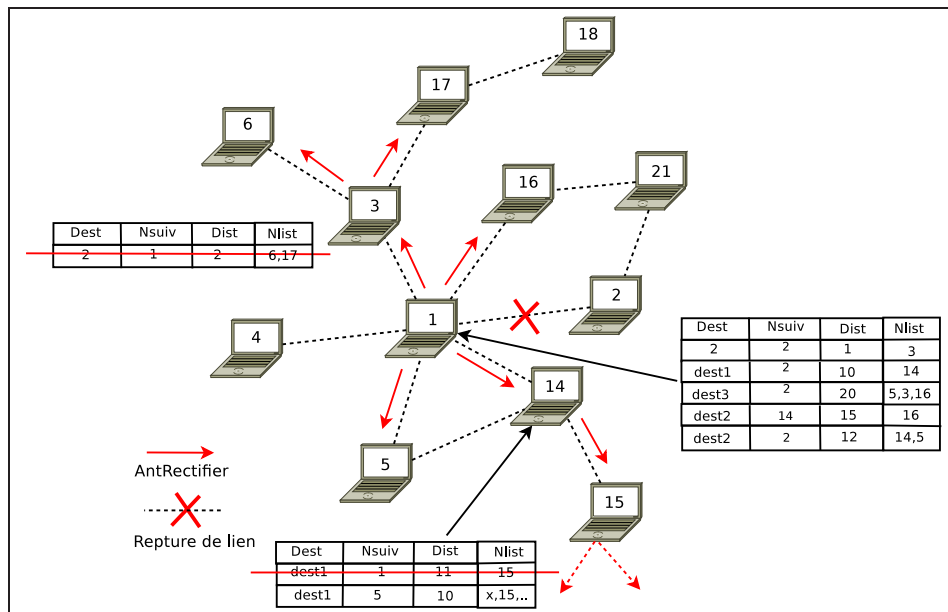 18
17
6
16
21
3
Dest Nsuiv Dist Nlist
2 1 2 6,17
2
1
4
Dest Nsuiv Dist Nlist
2 2 1 3
dest1 2 10 14
dest3 2 20 5,3,16
dest2 14 15 16
dest2 2 12 14,5
14
5
AntRectifier
15
Repture de lien
Dest Nsuiv Dist Nlist
dest1 1 11 15
dest1 5 10 x,15,..